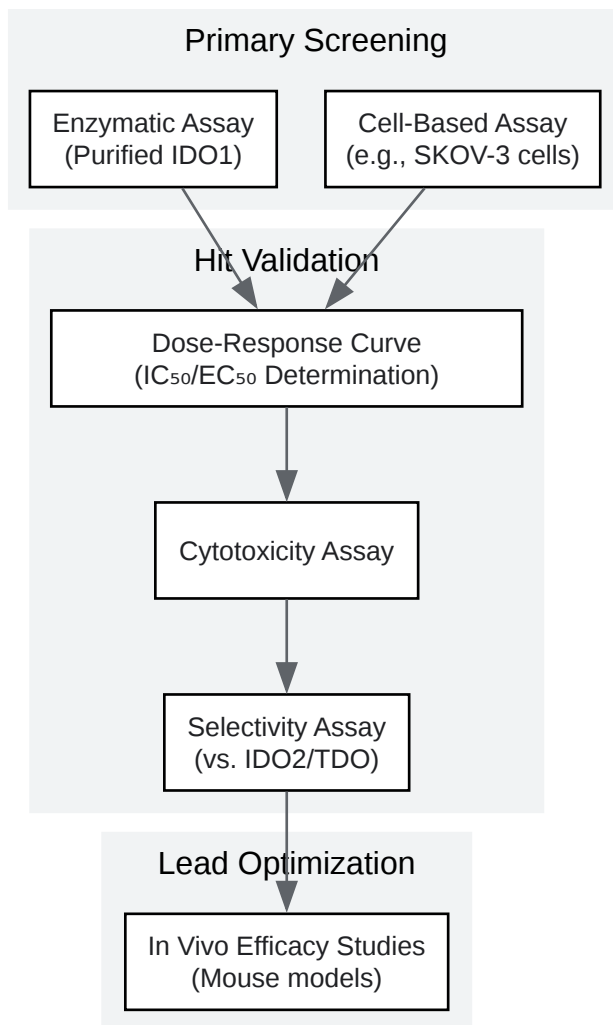 Primary Screening
Enzymatic Assay
(Purified IDO1)
Cell-Based Assay
(e.g., SKOV-3 cells)
Hit Validation
Dose-Response Curve
(IC₅₀/EC₅₀ Determination)
Cytotoxicity Assay
Selectivity Assay
(vs. IDO2/TDO)
Lead Optimization
In Vivo Efficacy Studies
(Mouse models)